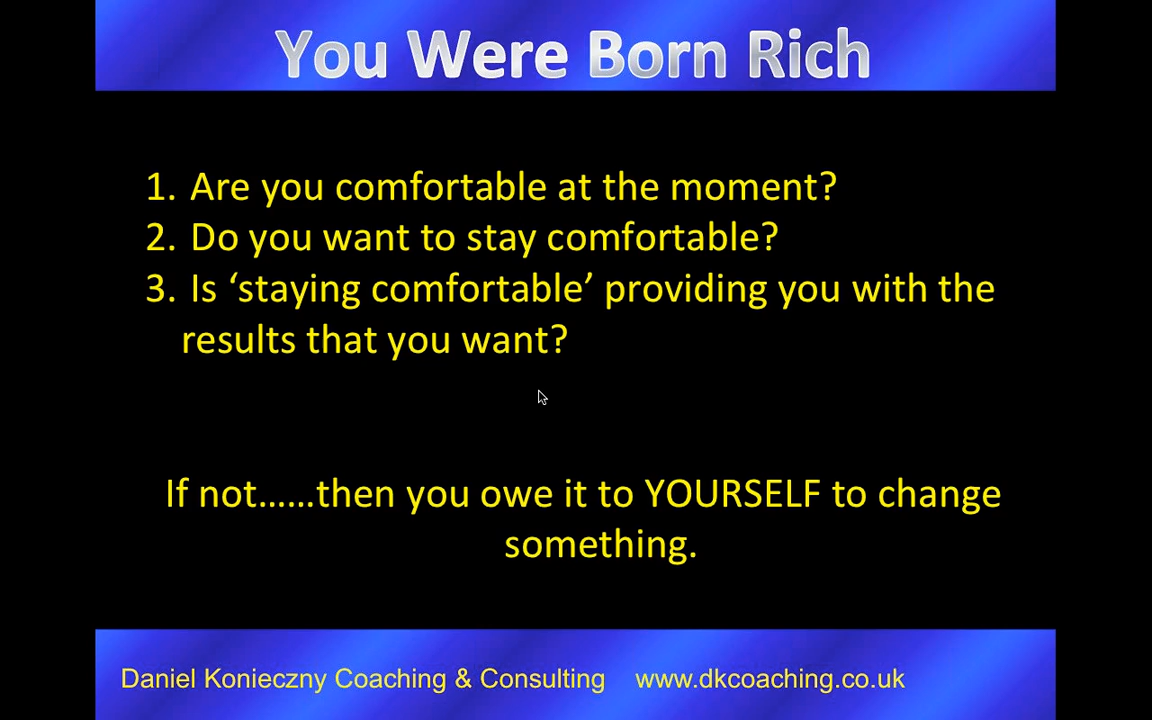 You Were Born Rich
1. Are you comfortable at the moment?
2. Do you want to stay comfortable?
3. Is ‘staying comfortable’ providing you with the
results that you want?
If not......then you owe it to YOURSELF to change
something.
Daniel Konieczny Coaching & Consulting www.dkcoaching.co.uk